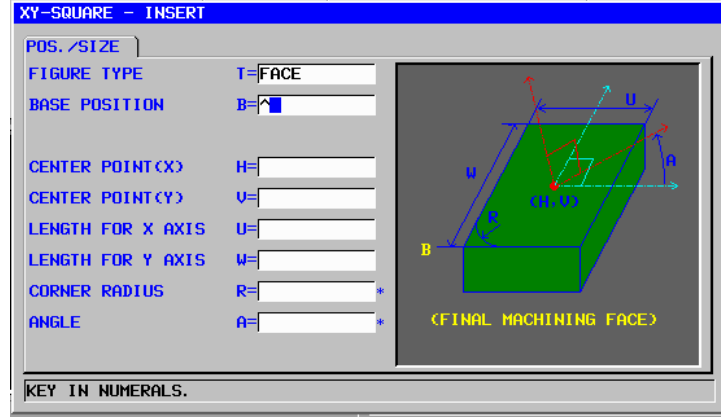 XY-SQUARE - INSERT
POS./SIZE
FIGURE TYPE T=FACE
BASE POSITION B=^
CENTER POINT(X) H=
CENTER POINT(Y) V=
LENGTH FOR X AXIS U=
LENGTH FOR Y AXIS W=
CORNER RADIUS R= *
ANGLE A= *
U
W
A
(H,V)
R
B
(FINAL MACHINING FACE)
KEY IN NUMERALS.